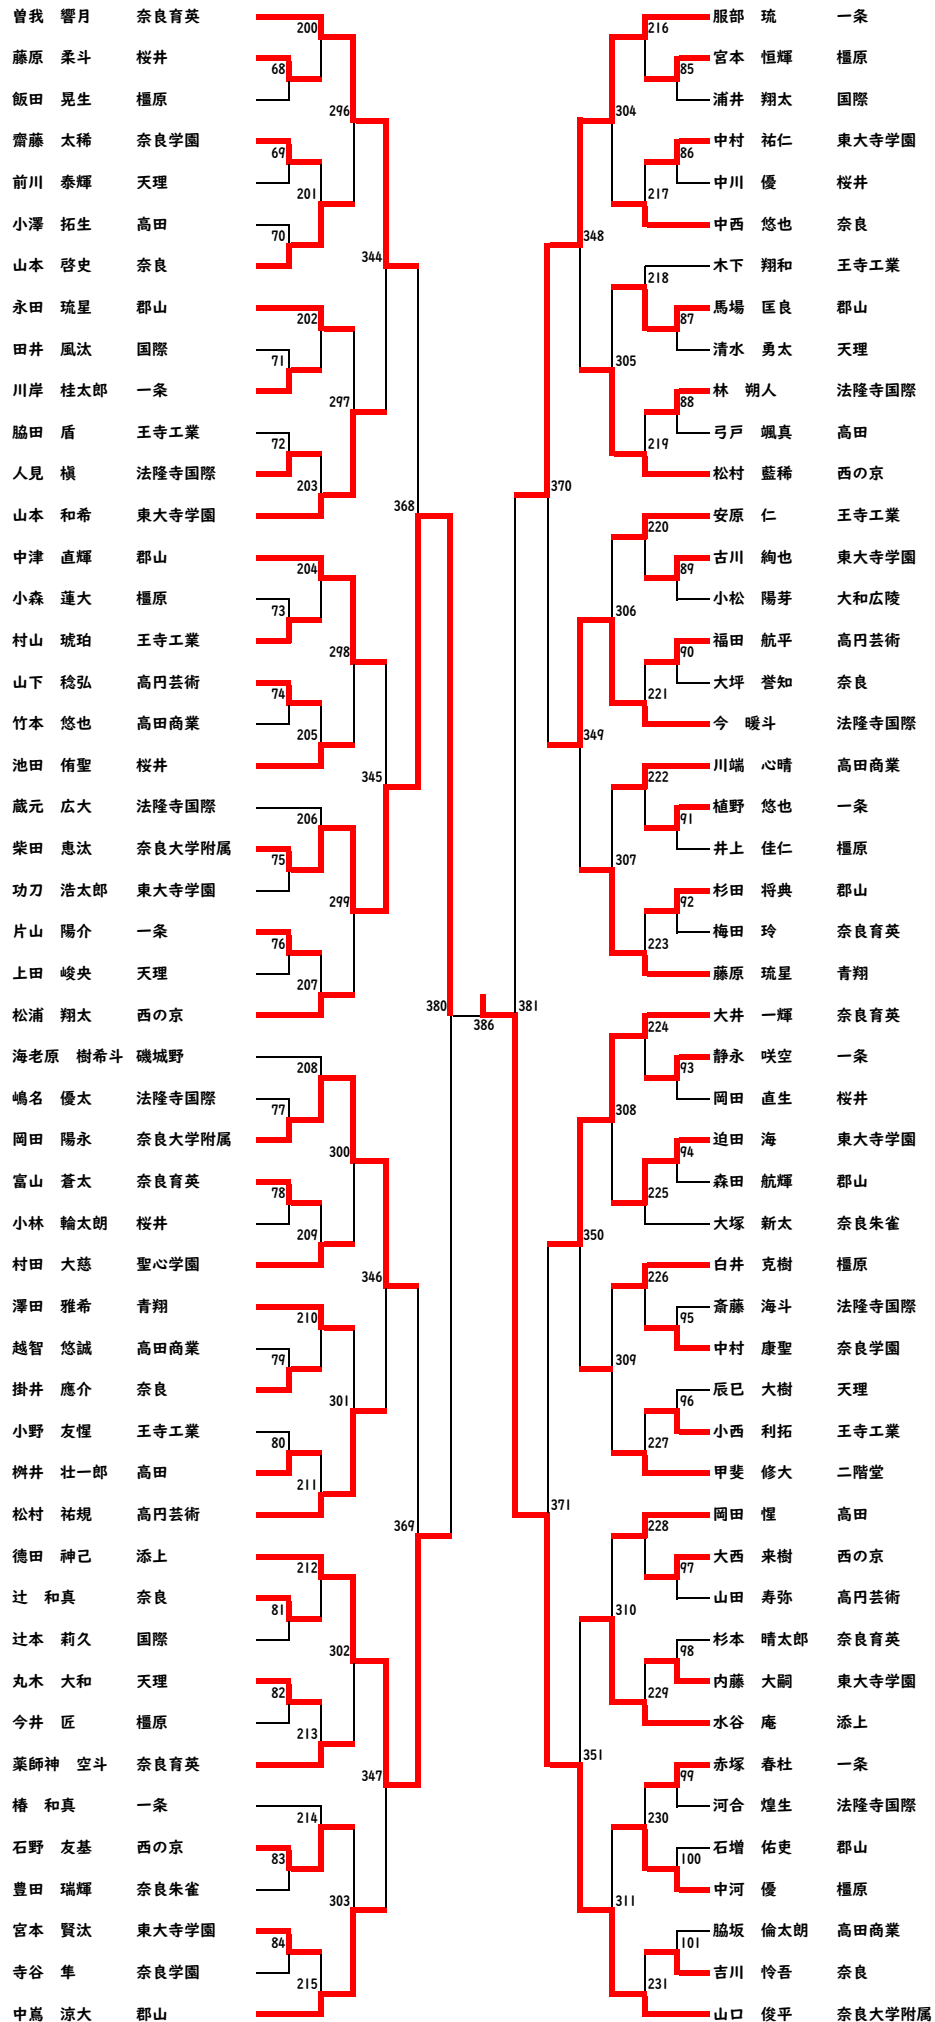 曽我　響月　奈良育英
200
藤原　柔斗　桜井
68
飯田　晃生　橿原
296
齋藤　太稀　奈良学園
69
前川　泰輝　天理
201
小澤　拓生　高田
70
山本　啓史　奈良
344
永田　琉星　郡山
202
田井　風汰　国際
71
川岸　桂太郎　一条
297
脇田　盾　王寺工業
72
人見　槙　法隆寺国際
203
山本　和希　東大寺学園
368
中津　直輝　郡山
204
小森　蓮大　橿原
73
村山　琥珀　王寺工業
298
山下　稔弘　高円芸術
74
竹本　悠也　高田商業
205
池田　侑聖　桜井
345
蔵元　広大　法隆寺国際
206
柴田　恵汰　奈良大学附属
75
功刀　浩太郎　東大寺学園
299
片山　陽介　一条
76
上田　峻央　天理
207
松浦　翔太　西の京
380
海老原　樹希斗　磯城野
208
嶋名　優太　法隆寺国際
77
岡田　陽永　奈良大学附属
300
富山　蒼太　奈良育英
78
小林　輪太朗　桜井
209
村田　大慈　聖心学園
346
澤田　雅希　青翔
210
越智　悠誠　高田商業
79
掛井　應介　奈良
301
小野　友惺　王寺工業
80
桝井　壮一郎　高田
211
松村　祐規　高円芸術
369
德田　神己　添上
212
辻　和真　奈良
81
辻本　莉久　国際
302
丸木　大和　天理
82
今井　匠　橿原
213
薬師神　空斗　奈良育英
347
椿　和真　一条
214
石野　友基　西の京
83
豊田　瑞輝　奈良朱雀
303
宮本　賢汰　東大寺学園
84
寺谷　隼　奈良学園
215
中嶌　涼大　郡山
386
服部　琉　一条
216
宮本　恒輝　橿原
85
浦井　翔太　国際
304
中村　祐仁　東大寺学園
86
中川　優　桜井
217
中西　悠也　奈良
348
木下　翔和　王寺工業
218
馬場　匡良　郡山
87
清水　勇太　天理
305
林　朔人　法隆寺国際
88
弓戸　颯真　高田
219
松村　藍稀　西の京
370
安原　仁　王寺工業
220
古川　絢也　東大寺学園
89
小松　陽芽　大和広陵
306
福田　航平　高円芸術
90
大坪　誉知　奈良
221
今　暖斗　法隆寺国際
349
川端　心晴　高田商業
222
植野　悠也　一条
91
井上　佳仁　橿原
307
杉田　将典　郡山
92
梅田　玲　奈良育英
223
藤原　琉星　青翔
381
大井　一輝　奈良育英
224
静永　咲空　一条
93
岡田　直生　桜井
308
迫田　海　東大寺学園
94
森田　航輝　郡山
225
大塚　新太　奈良朱雀
350
白井　克樹　橿原
226
斎藤　海斗　法隆寺国際
95
中村　康聖　奈良学園
309
辰巳　大樹　天理
96
小西　利拓　王寺工業
227
甲斐　修大　二階堂
371
岡田　惺　高田
228
大西　来樹　西の京
97
山田　寿弥　高円芸術
310
杉本　晴太郎　奈良育英
98
内藤　大嗣　東大寺学園
229
水谷　庵　添上
351
赤塚　春杜　一条
99
河合　煌生　法隆寺国際
230
石増　佑吏　郡山
100
中河　優　橿原
311
脇坂　倫太朗　高田商業
101
吉川　怜吾　奈良
231
山口　俊平　奈良大学附属